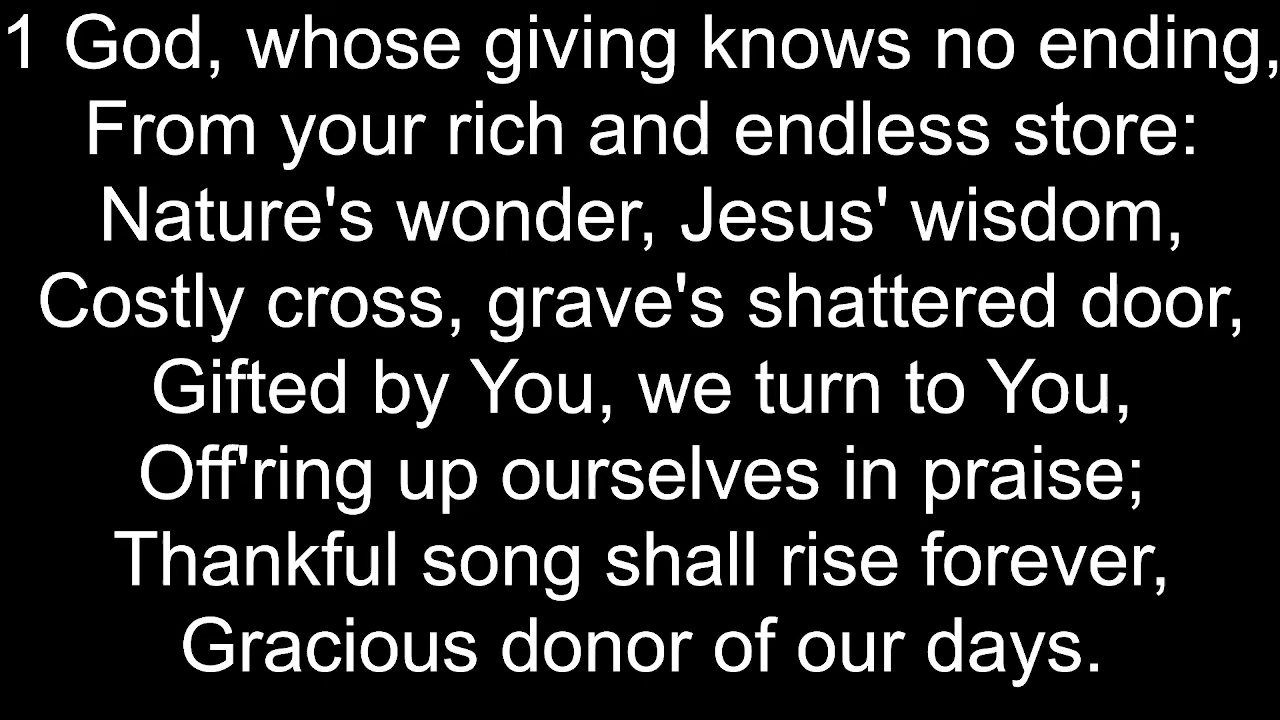 1 God, whose giving knows no ending,
From your rich and endless store:
Nature's wonder, Jesus' wisdom,
Costly cross, grave's shattered door,
Gifted by You, we turn to You,
Off'ring up ourselves in praise;
Thankful song shall rise forever,
Gracious donor of our days.